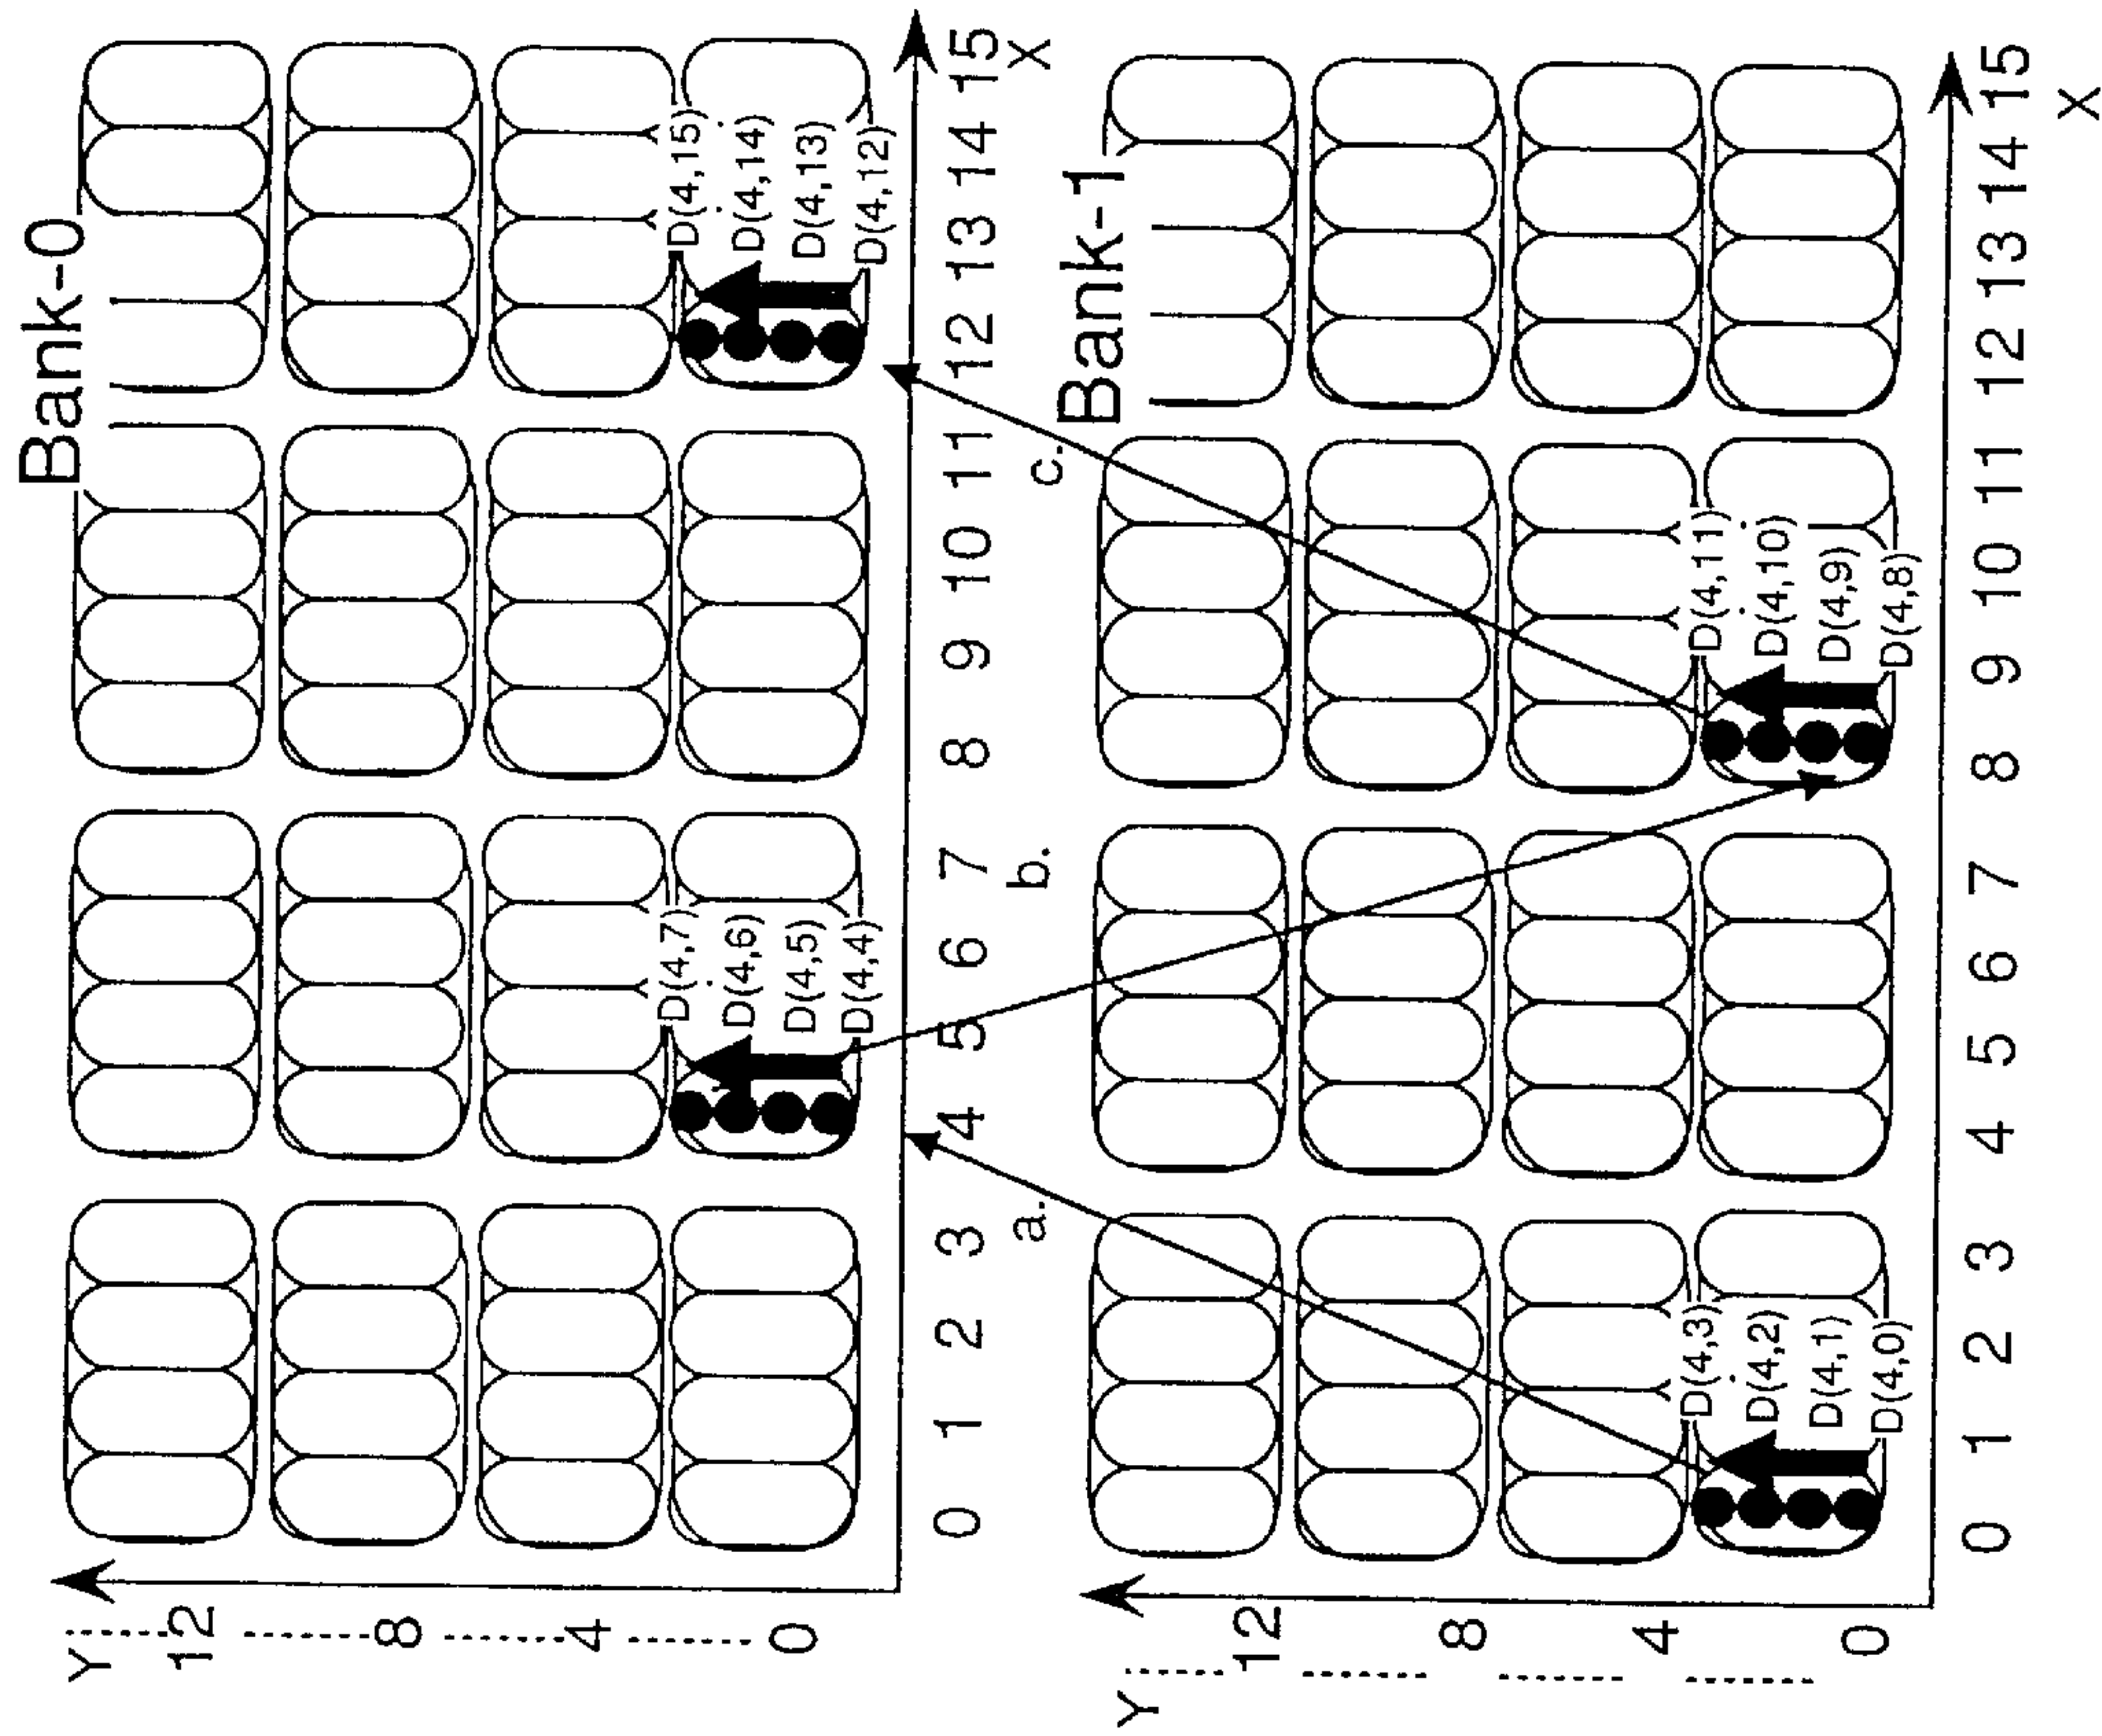 Bank-0
Y
12
8
4
0
D(4,7)
D(4,6)
D(4,5)
D(4,4)
D(4,15)
D(4,14)
D(4,13)
D(4,12)
0 1 2 3 4 5 6 7 8 9 10 11 12 13 14 15
X
a.
b.
c.
Bank-1
Y
12
8
4
0
D(4,3)
D(4,2)
D(4,1)
D(4,0)
D(4,11)
D(4,10)
D(4,9)
D(4,8)
0 1 2 3 4 5 6 7 8 9 10 11 12 13 14 15
X